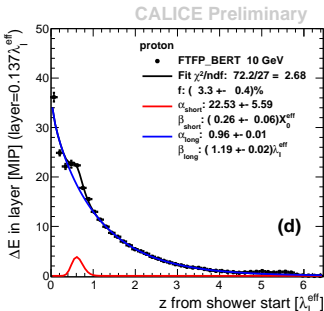 CALICE Preliminary
ΔE in layer [MIP] (layer=0.137λ_I^eff)
50
40
30
20
10
0
proton
FTFP_BERT 10 GeV
Fit χ²/ndf: 72.2/27 = 2.68
f: ( 3.3 +- 0.4)%
α_short: 22.53 +- 5.59
β_short: ( 0.26 +- 0.06)X_0^eff
α_long: 0.96 +- 0.01
β_long: ( 1.19 +- 0.02)λ_I^eff
(d)
0 1 2 3 4 5 6
z from shower start [λ_I^eff]